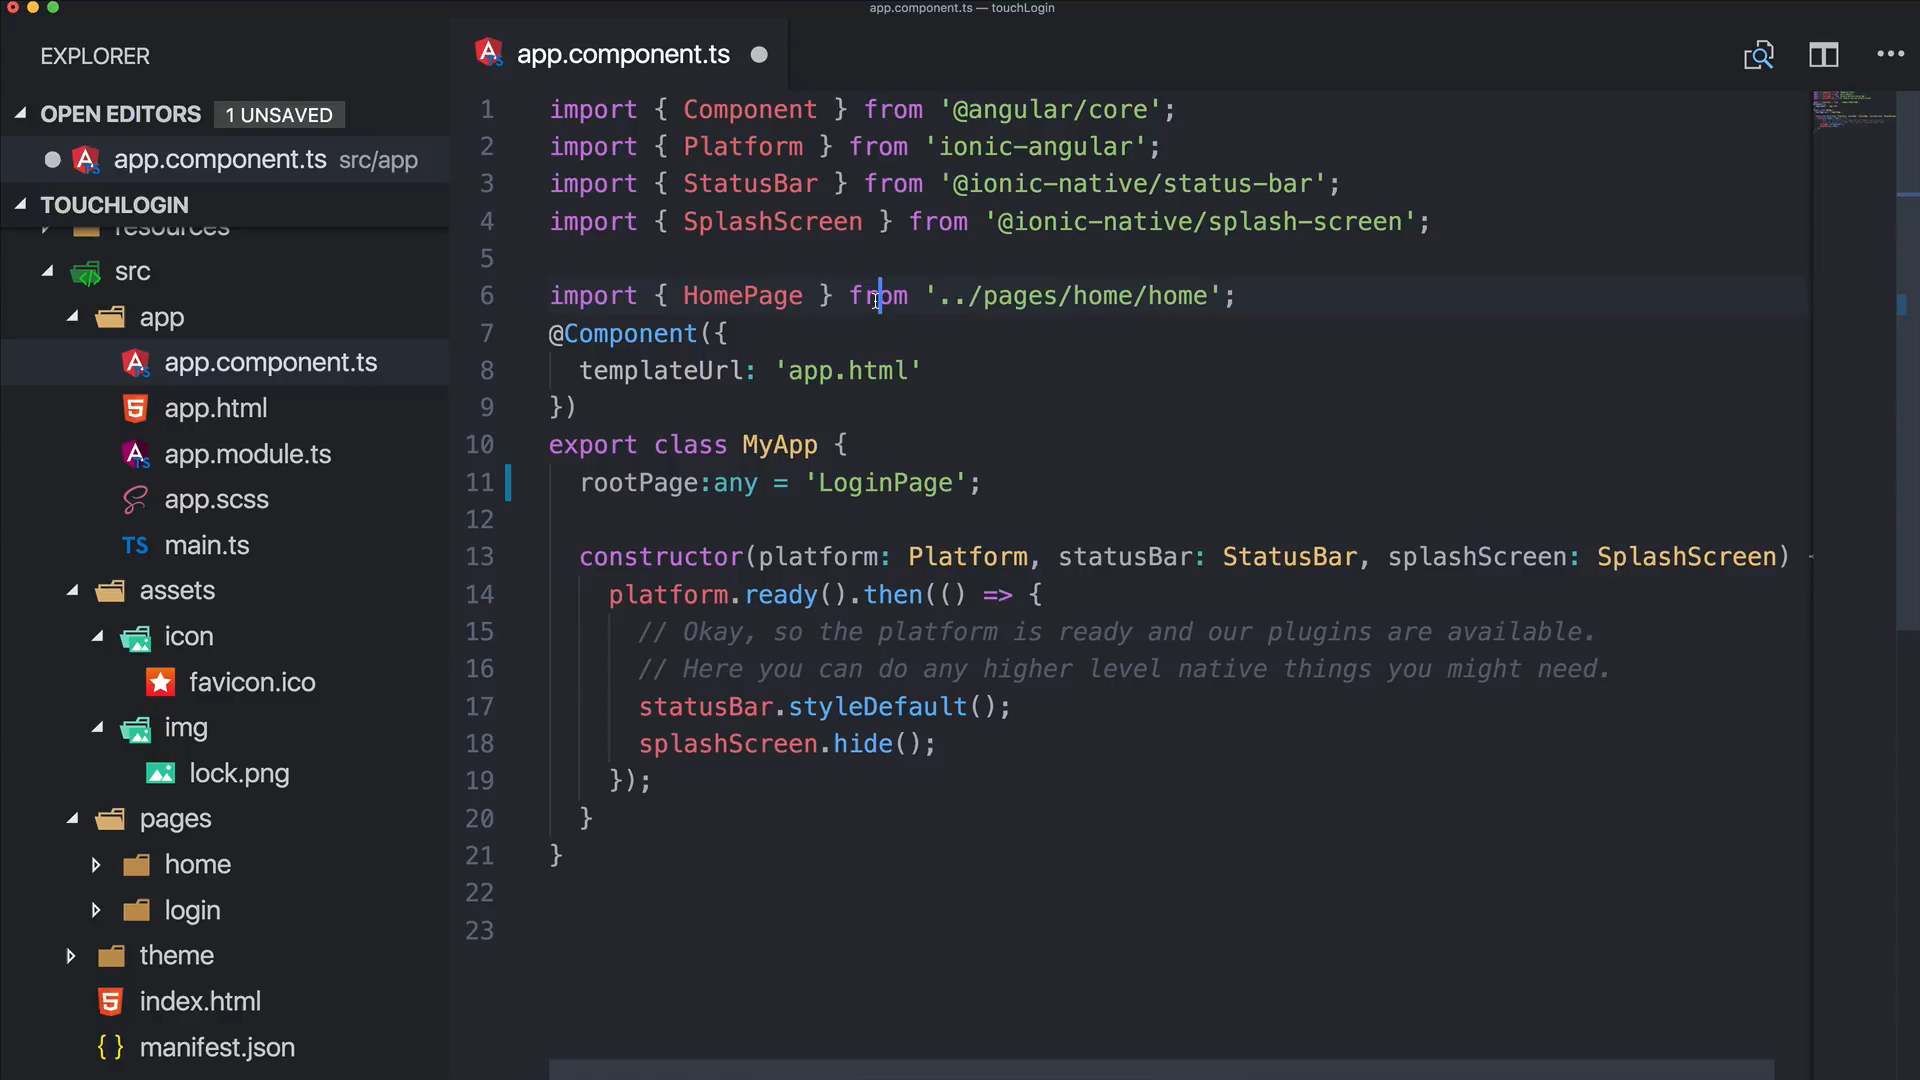 app.component.ts — touchLogin
EXPLORER
OPEN EDITORS 1 UNSAVED
app.component.ts src/app
TOUCHLOGIN
resources
src
app
app.component.ts
app.html
app.module.ts
app.scss
TS main.ts
assets
icon
favicon.ico
img
lock.png
pages
home
login
theme
index.html
{ } manifest.json
app.component.ts
1 import { Component } from '@angular/core';
2 import { Platform } from 'ionic-angular';
3 import { StatusBar } from '@ionic-native/status-bar';
4 import { SplashScreen } from '@ionic-native/splash-screen';
5
6 import { HomePage } from '../pages/home/home';
7 @Component({
8   templateUrl: 'app.html'
9 })
10 export class MyApp {
11   rootPage:any = 'LoginPage';
12
13   constructor(platform: Platform, statusBar: StatusBar, splashScreen: SplashScreen)
14     platform.ready().then(() => {
15       // Okay, so the platform is ready and our plugins are available.
16       // Here you can do any higher level native things you might need.
17       statusBar.styleDefault();
18       splashScreen.hide();
19     });
20   }
21 }
22
23